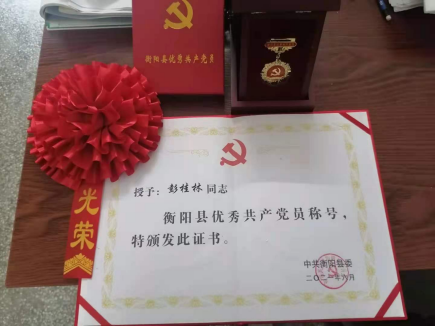 衡阳县优秀共产党员
光荣
授予：彭桂林同志
衡阳县优秀共产党员称号，
特颁发此证书。
中共衡阳县委
二〇二一年六月